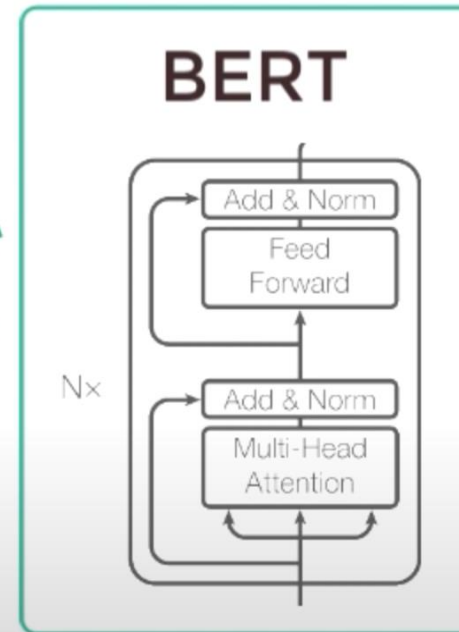 BERT
Add & Norm
Feed
Forward
Nx
Add & Norm
Multi-Head
Attention